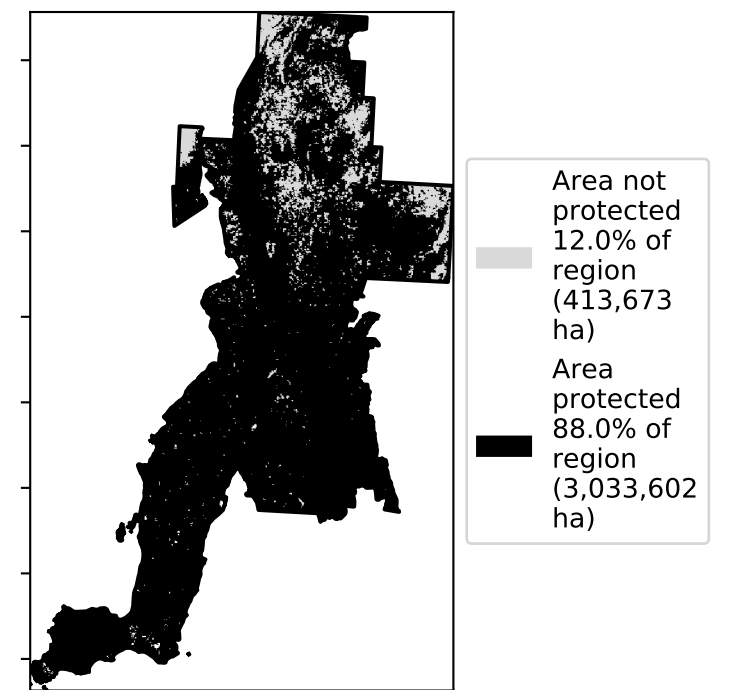 Area not
protected
12.0% of
region
(413,673
ha)
Area
protected
88.0% of
region
(3,033,602
ha)